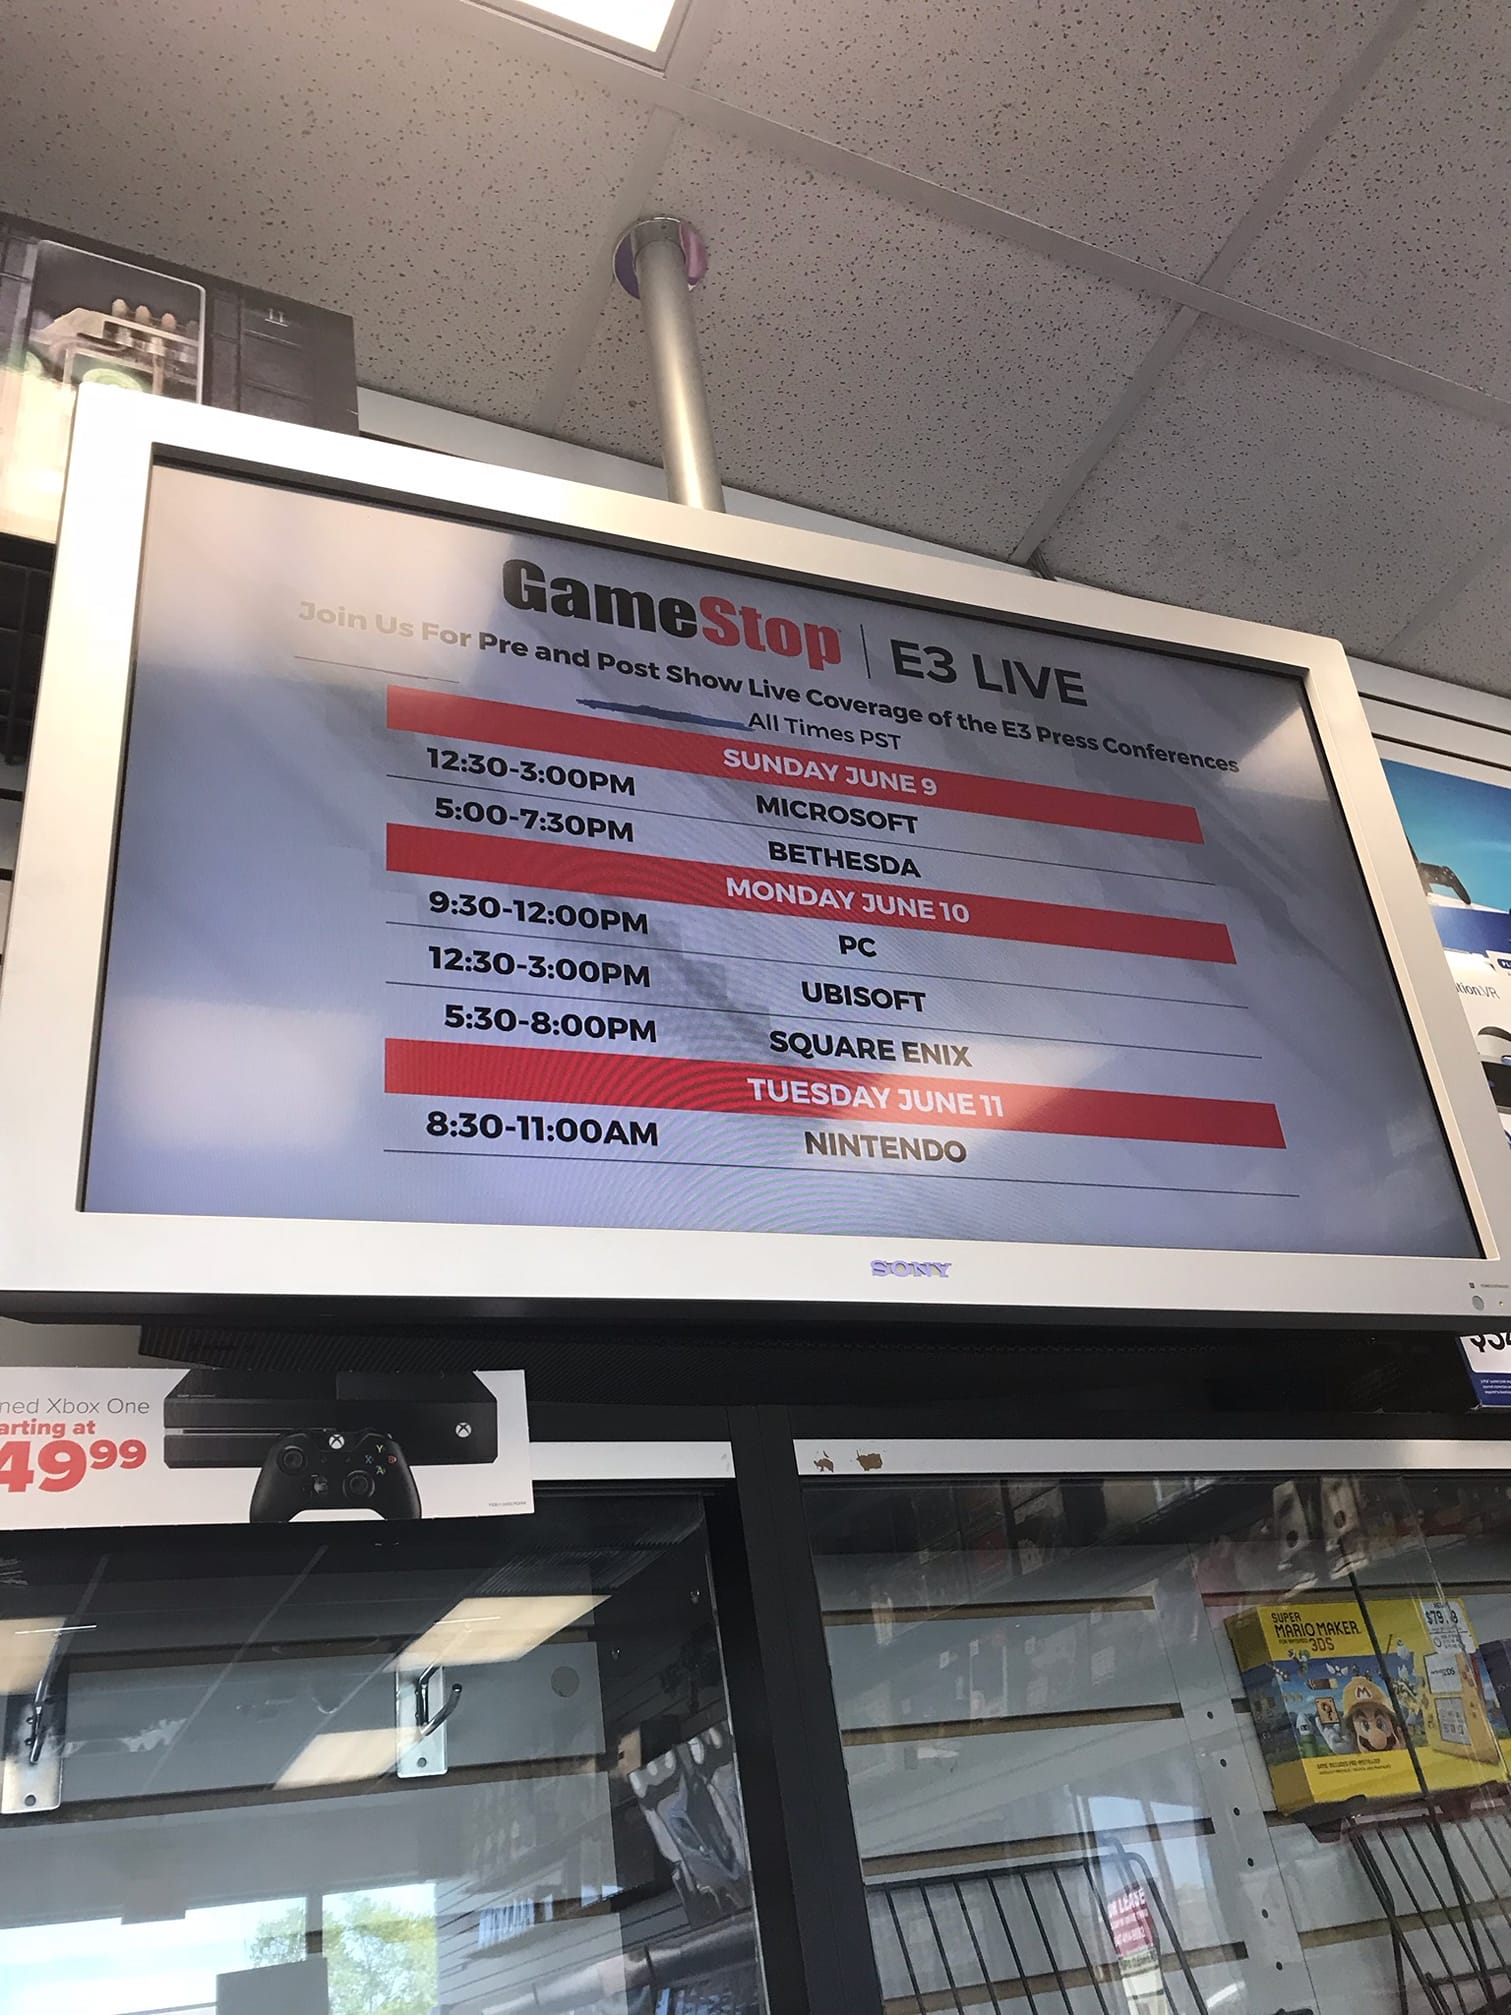 GameStop | E3 LIVE
Join Us For Pre and Post Show Live Coverage of the E3 Press Conferences
All Times PST
SUNDAY JUNE 9
12:30-3:00PM MICROSOFT
5:00-7:30PM BETHESDA
MONDAY JUNE 10
9:30-12:00PM PC
12:30-3:00PM UBISOFT
5:30-8:00PM SQUARE ENIX
TUESDAY JUNE 11
8:30-11:00AM NINTENDO
SONY
ned Xbox One
arting at
49⁹⁹
SUPER
MARIO MAKER
FOR NINTENDO 3DS